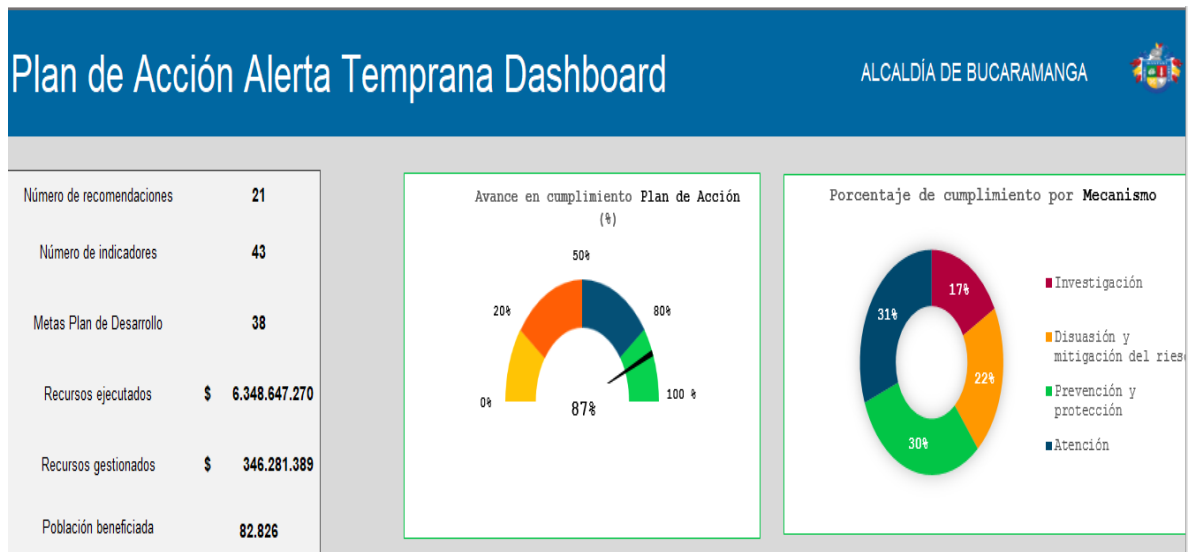 Plan de Acción Alerta Temprana Dashboard
ALCALDÍA DE BUCARAMANGA
Número de recomendaciones 21
Número de indicadores 43
Metas Plan de Desarrollo 38
Recursos ejecutados $ 6.348.647.270
Recursos gestionados $ 346.281.389
Población beneficiada 82.826
Avance en cumplimiento Plan de Acción
(%)
50%
20%
80%
0%
100 %
87%
Porcentaje de cumplimiento por Mecanismo
17%
31%
22%
30%
Investigación
Disuasión y
mitigación del ries
Prevención y
protección
Atención